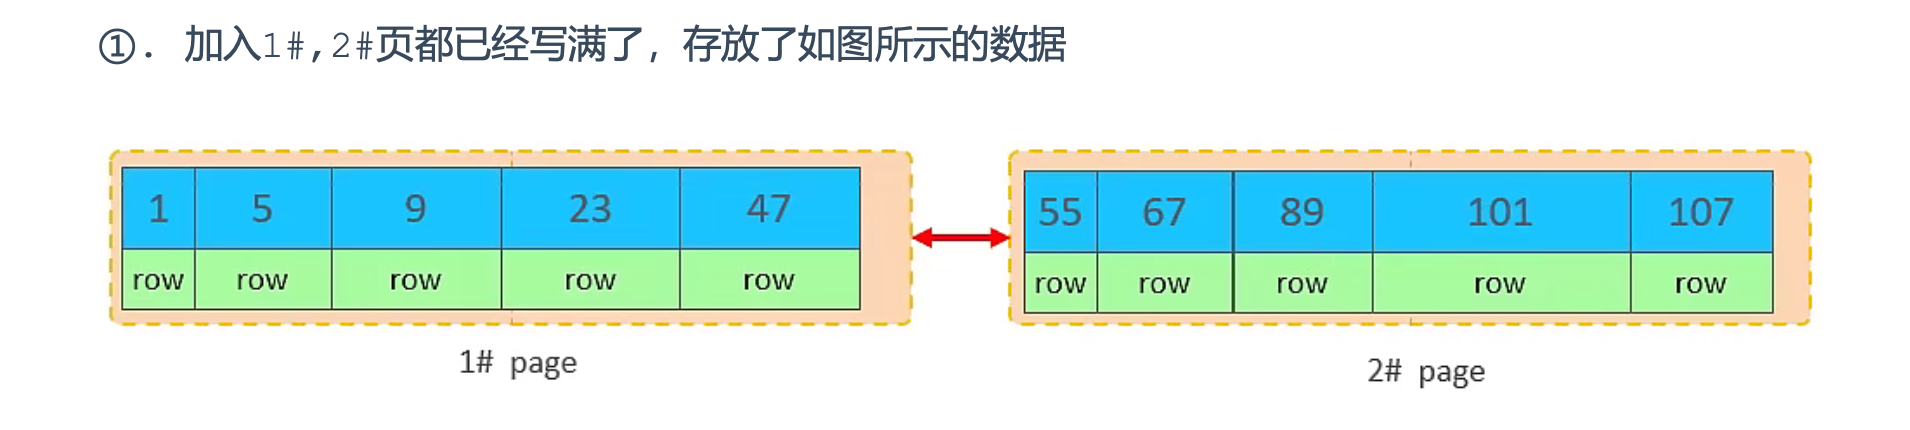 ①. 加入1#,2#页都已经写满了，存放了如图所示的数据
1 5 9 23 47
row row row row row
1# page
55 67 89 101 107
row row row row row
2# page